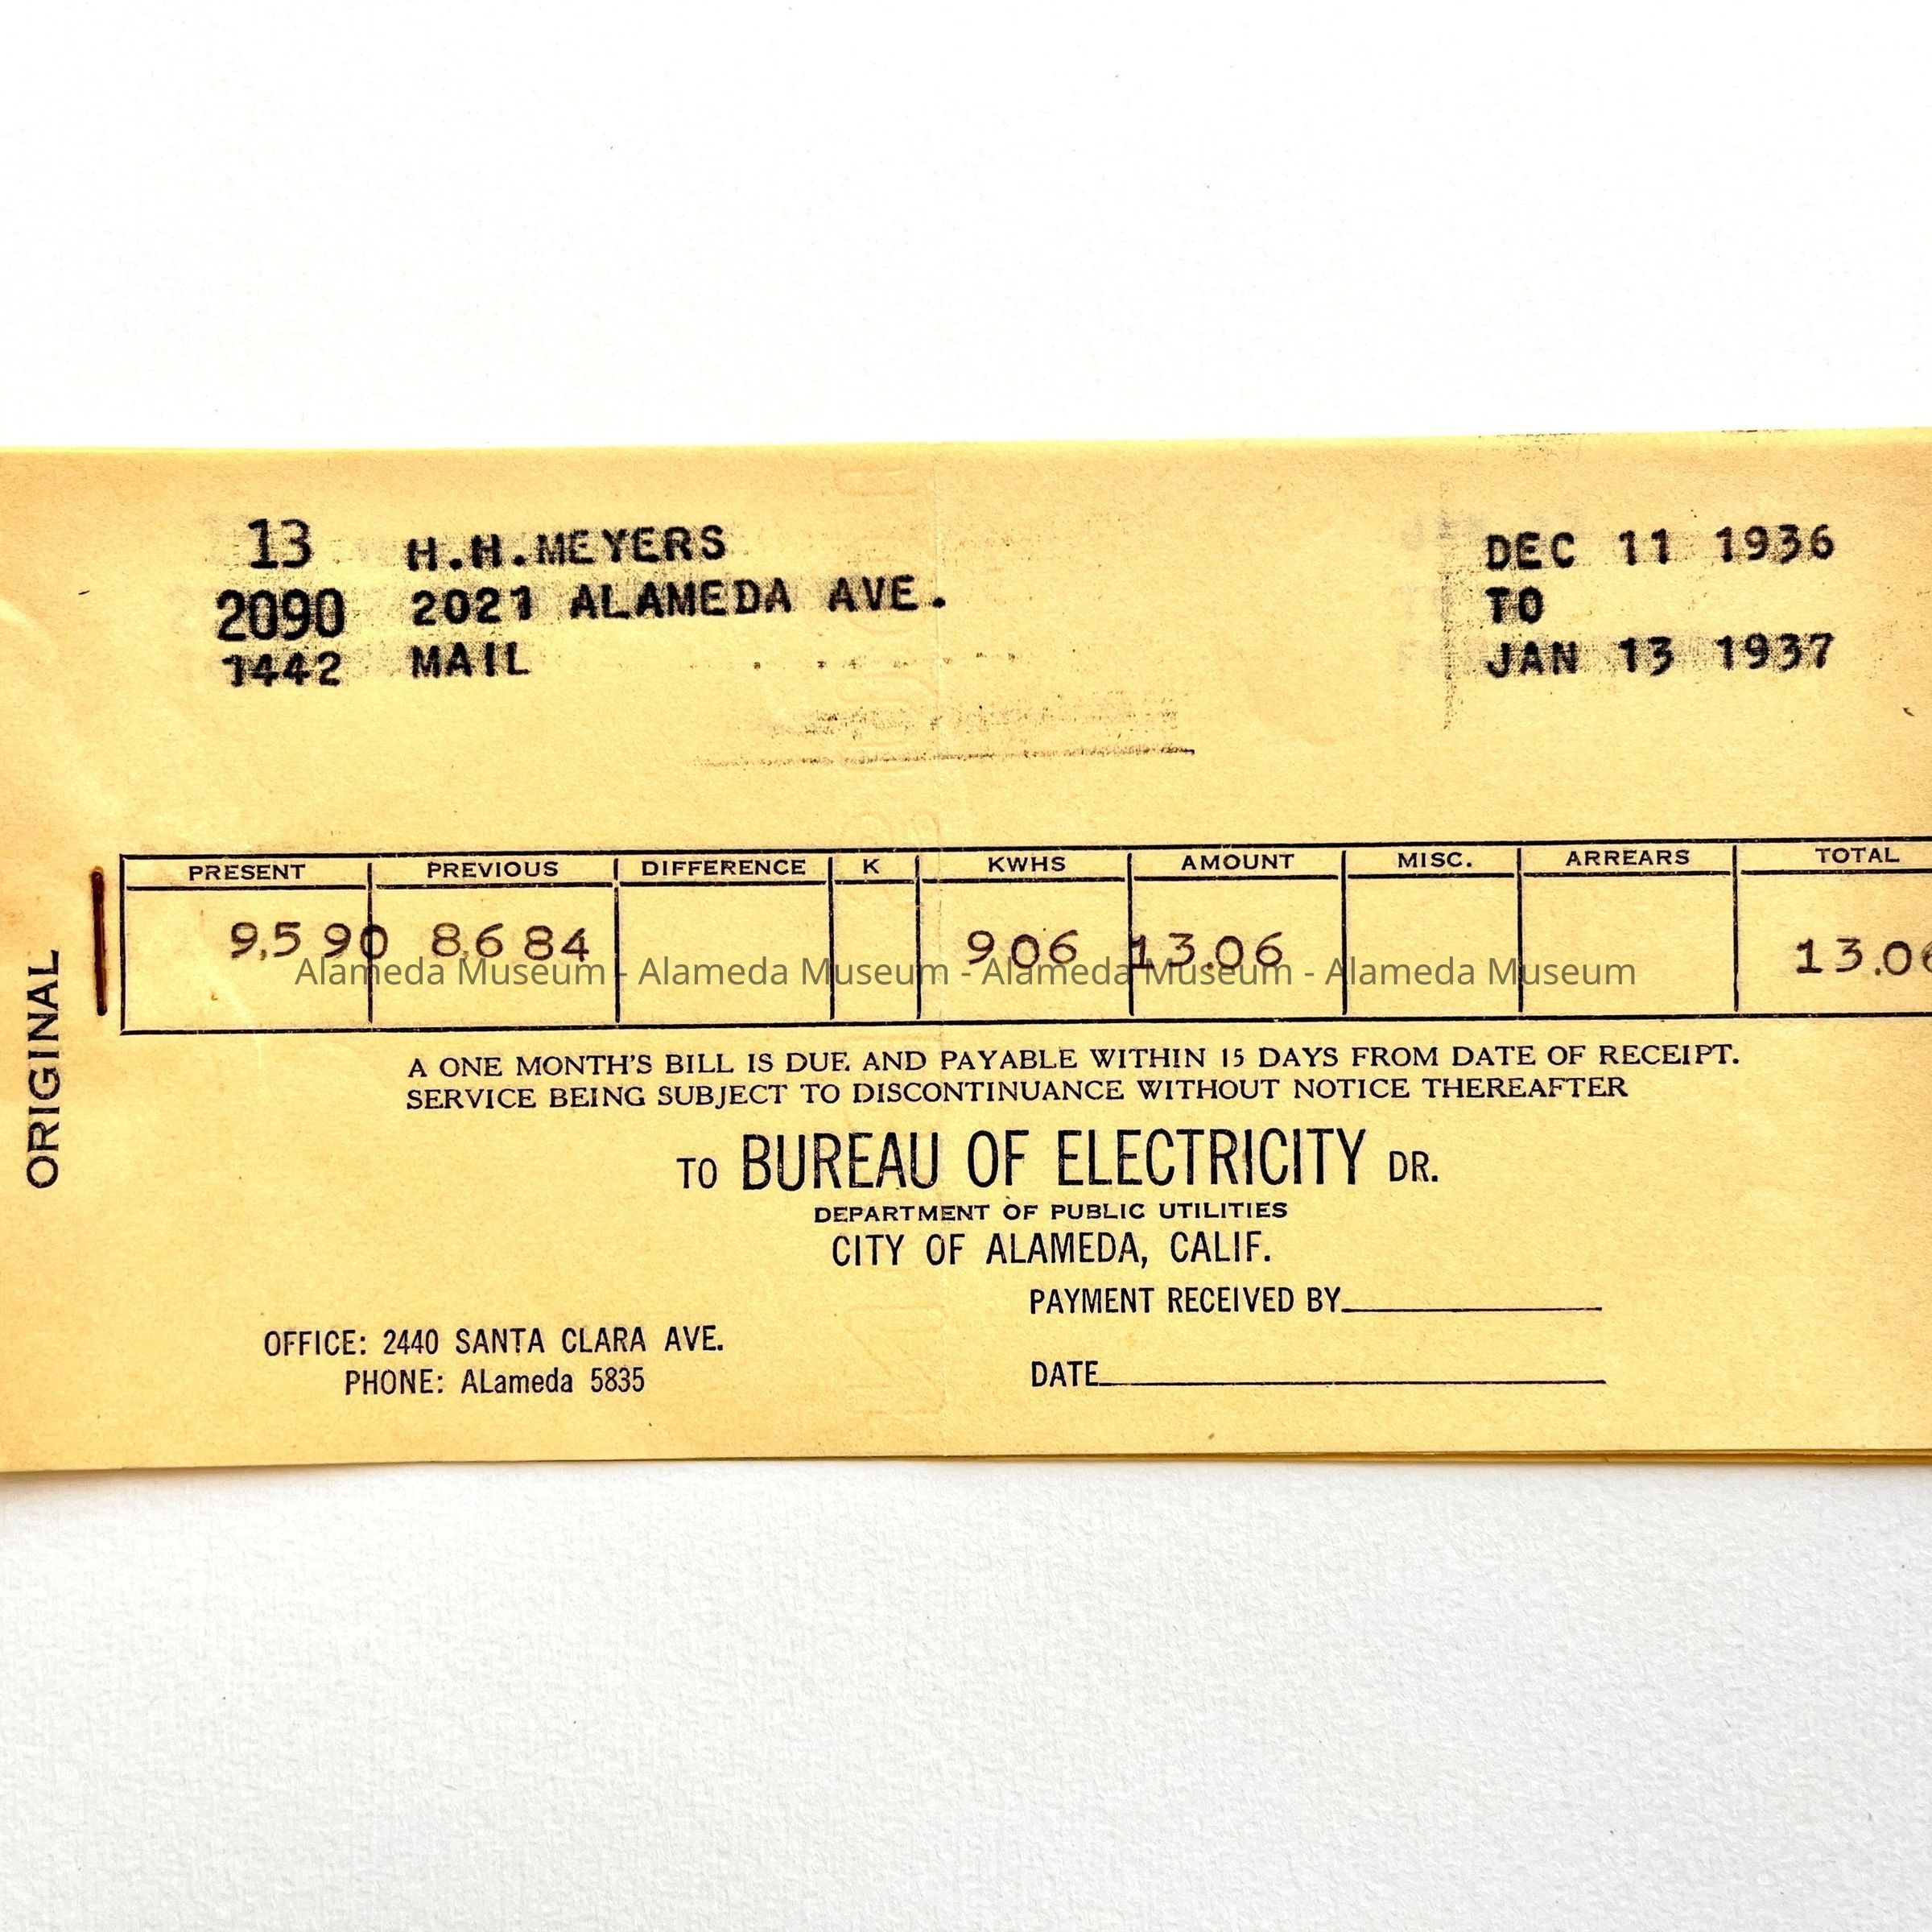 13 H.H.MEYERS DEC 11 1936
2090 2021 ALAMEDA AVE. TO
1442 MAIL JAN 13 1937
PRESENT PREVIOUS DIFFERENCE K KWHS AMOUNT MISC. ARREARS TOTAL
9,590 8,684 906 13.06 13.06
Alameda Museum - Alameda Museum - Alameda Museum - Alameda Museum
ORIGINAL
A ONE MONTH'S BILL IS DUE AND PAYABLE WITHIN 15 DAYS FROM DATE OF RECEIPT.
SERVICE BEING SUBJECT TO DISCONTINUANCE WITHOUT NOTICE THEREAFTER
TO BUREAU OF ELECTRICITY DR.
DEPARTMENT OF PUBLIC UTILITIES
CITY OF ALAMEDA, CALIF.
PAYMENT RECEIVED BY
OFFICE: 2440 SANTA CLARA AVE.
PHONE: ALameda 5835
DATE